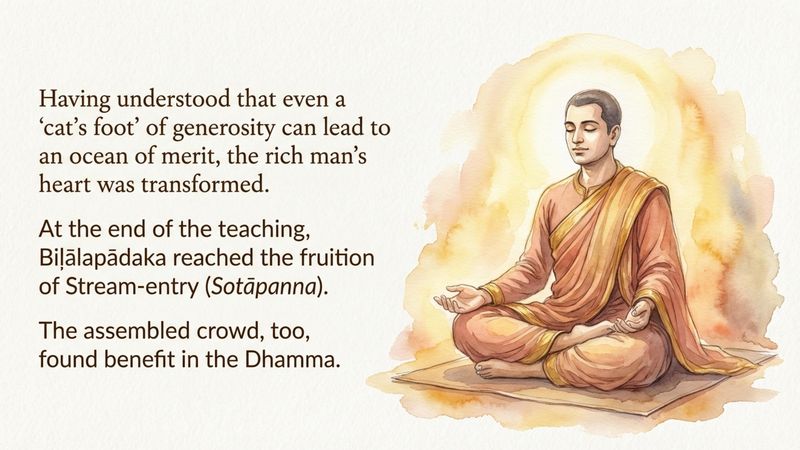 Having understood that even a
‘cat’s foot’ of generosity can lead to
an ocean of merit, the rich man’s
heart was transformed.
At the end of the teaching,
Biḷālapādaka reached the fruition
of Stream-entry (Sotāpanna).
The assembled crowd, too,
found benefit in the Dhamma.